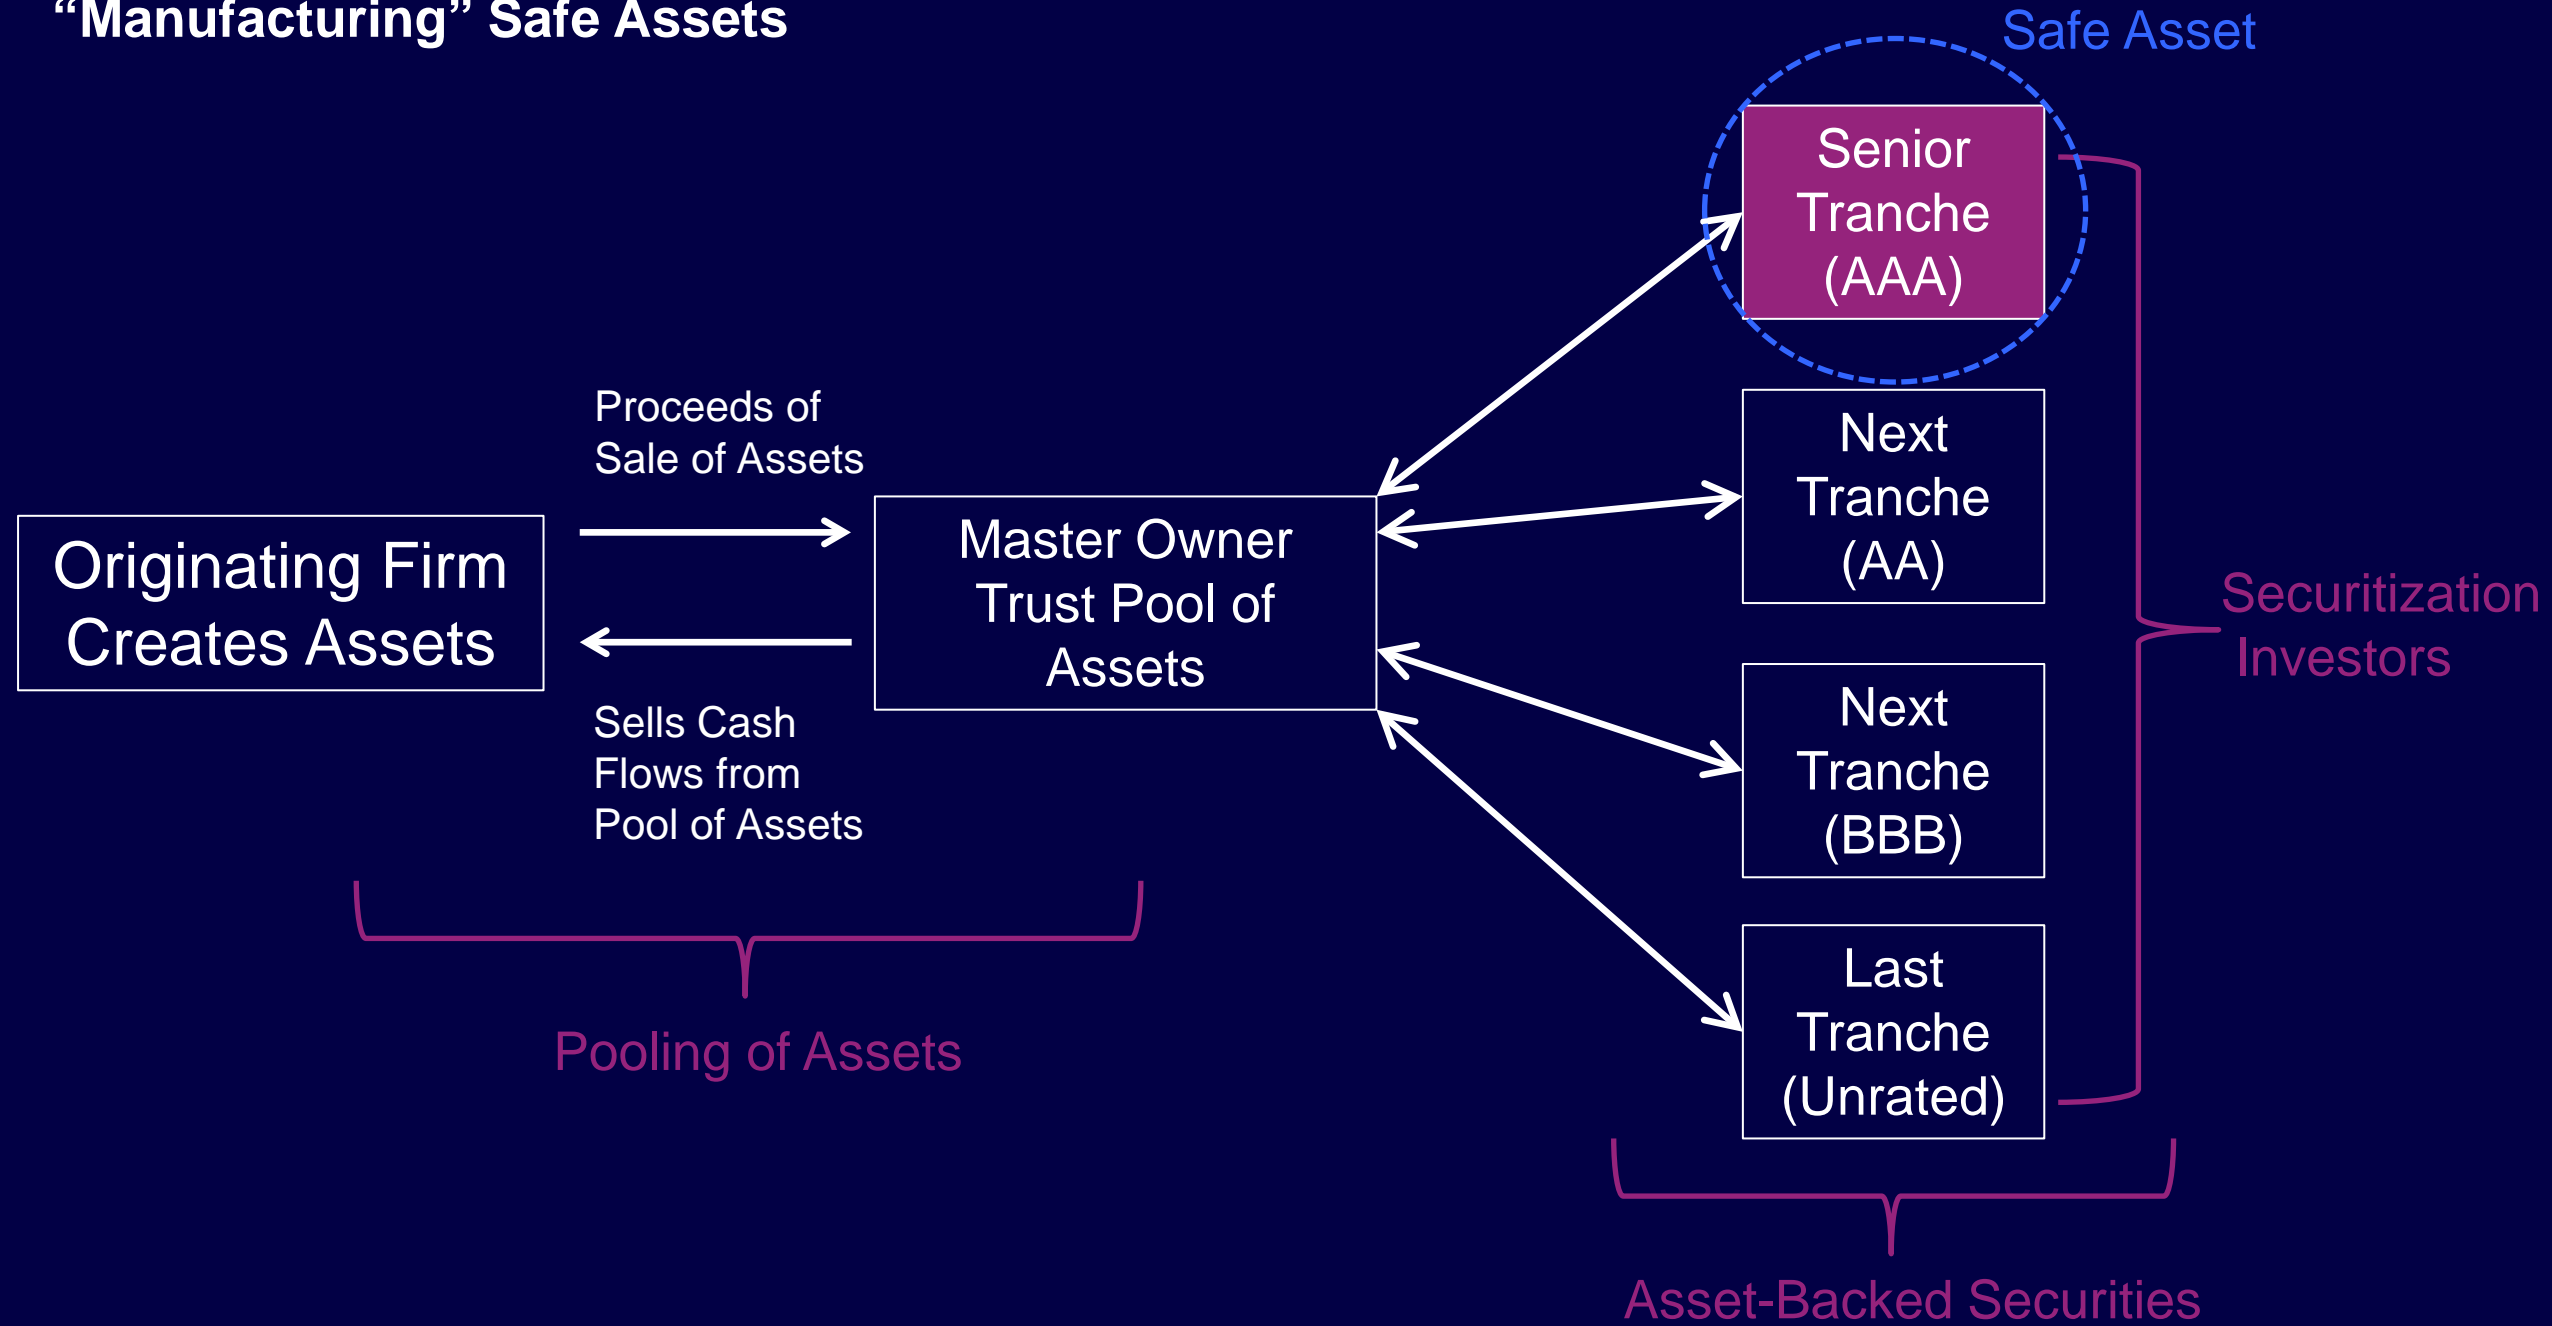 “Manufacturing” Safe Assets
Safe Asset
Senior
Tranche
(AAA)
Proceeds of
Sale of Assets
Next
Tranche
(AA)
Originating Firm
Creates Assets
Master Owner
Trust Pool of
Assets
Securitization
Investors
Sells Cash
Flows from
Pool of Assets
Next
Tranche
(BBB)
Last
Tranche
(Unrated)
Pooling of Assets
Asset-Backed Securities